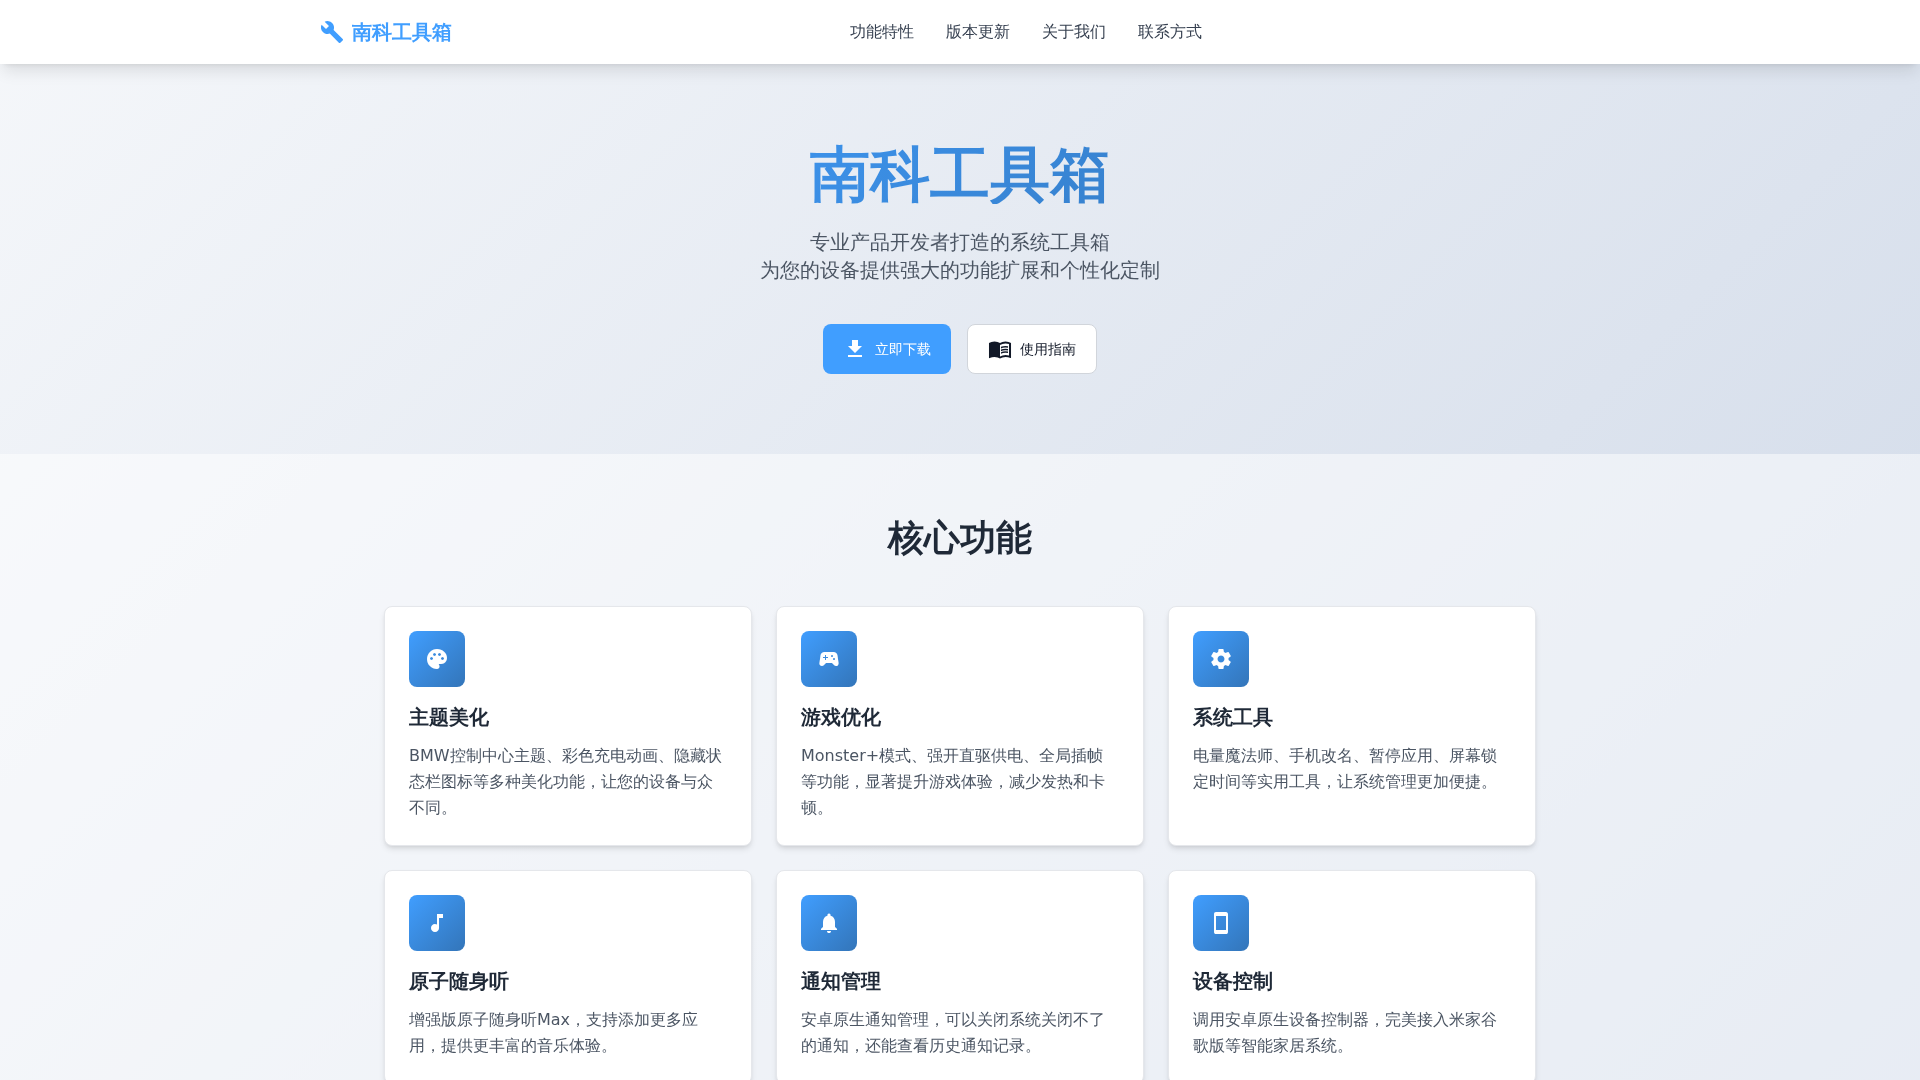 南科工具箱
功能特性
版本更新
关于我们
联系方式
南科工具箱
专业产品开发者打造的系统工具箱
为您的设备提供强大的功能扩展和个性化定制
立即下载
使用指南
核心功能
主题美化
BMW控制中心主题、彩色充电动画、隐藏状
态栏图标等多种美化功能，让您的设备与众
不同。
游戏优化
Monster+模式、强开直驱供电、全局插帧
等功能，显著提升游戏体验，减少发热和卡
顿。
系统工具
电量魔法师、手机改名、暂停应用、屏幕锁
定时间等实用工具，让系统管理更加便捷。
原子随身听
增强版原子随身听Max，支持添加更多应
用，提供更丰富的音乐体验。
通知管理
安卓原生通知管理，可以关闭系统关闭不了
的通知，还能查看历史通知记录。
设备控制
调用安卓原生设备控制器，完美接入米家谷
歌版等智能家居系统。